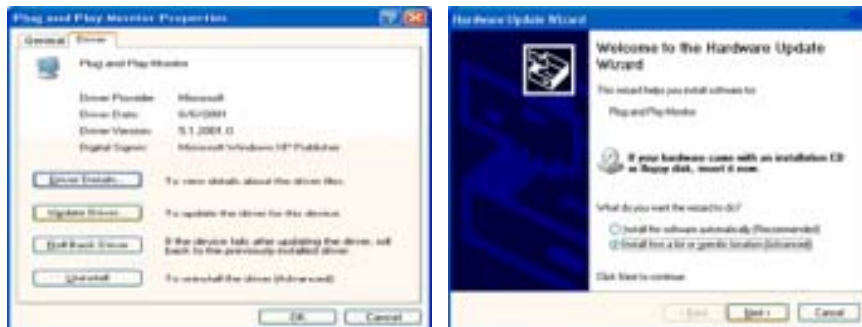 Plug and Play Monitor Properties
General Driver
Plug and Play Monitor
Driver Provider: Microsoft
Driver Date: 6/6/2001
Driver Version: 5.1.2001.0
Digital Signer: Microsoft Windows XP Publisher
Driver Details... To view details about the driver files.
Update Driver... To update the driver for this device.
Roll Back Driver If the device fails after updating the driver, roll
back to the previously installed driver.
Uninstall To uninstall the driver (Advanced).
OK Cancel
Hardware Update Wizard
Welcome to the Hardware Update
Wizard
This wizard helps you install software for:
Plug and Play Monitor
If your hardware came with an installation CD
or floppy disk, insert it now.
What do you want the wizard to do?
Install the software automatically (Recommended)
Install from a list or specific location (Advanced)
Click Next to continue.
< Back Next > Cancel